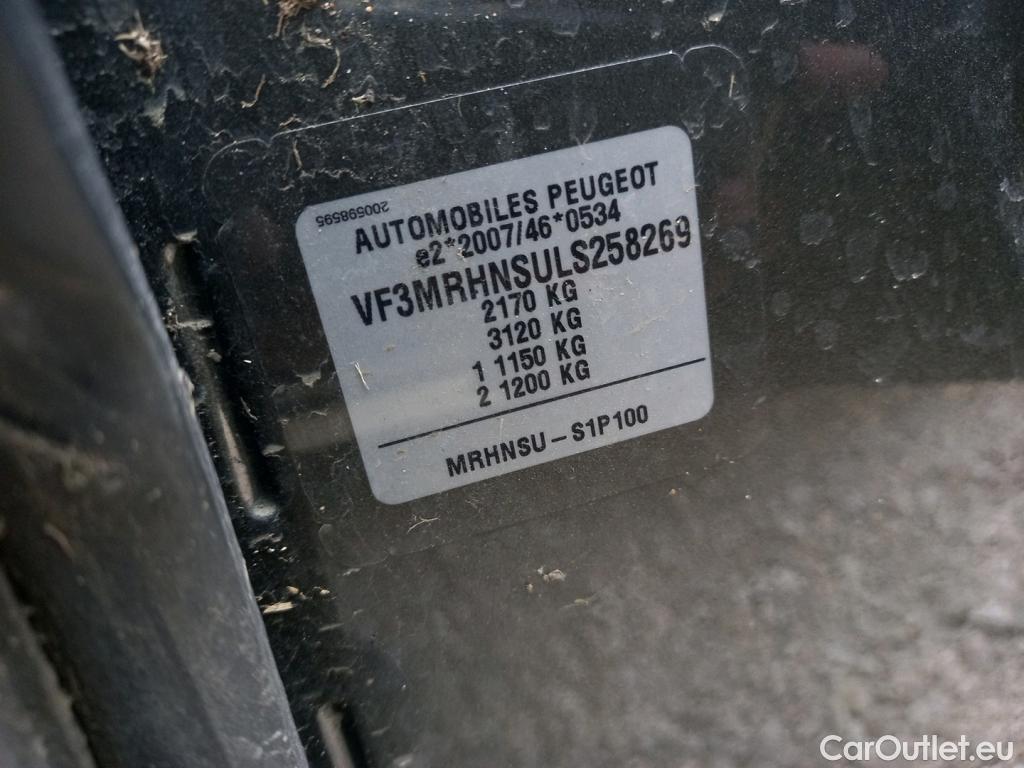 200598595
AUTOMOBILES PEUGEOT
e2*2007/46*0534
VF3MRHNSULS258269
2170 KG
3120 KG
1 1150 KG
2 1200 KG
MRHNSU-S1P100
CarOutlet.eu